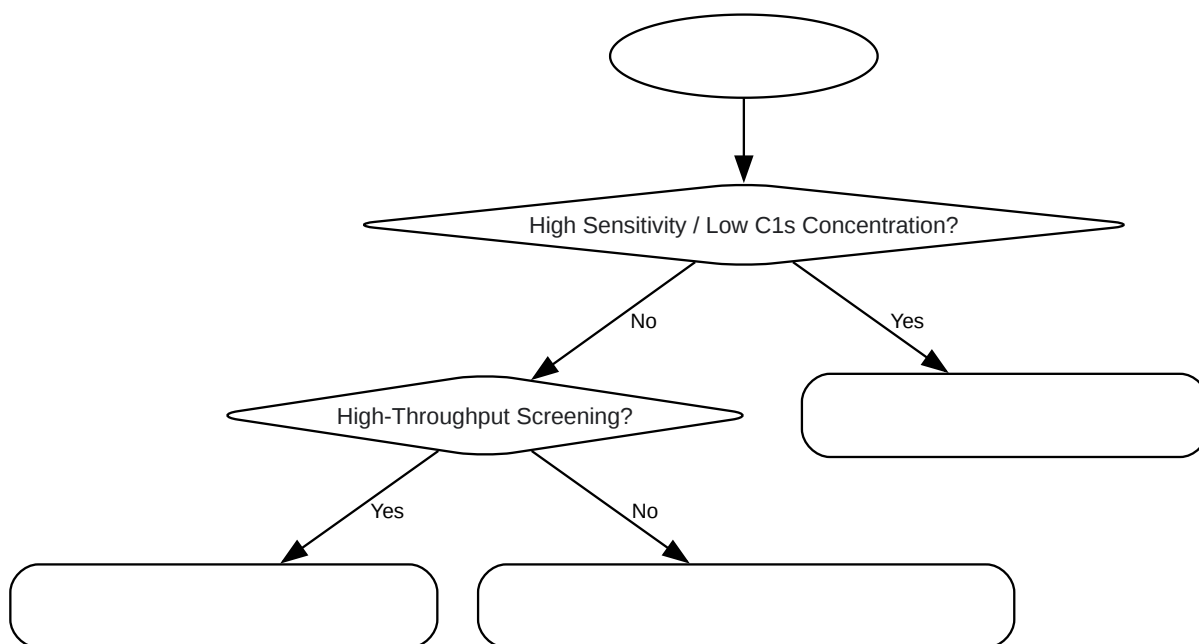 High Sensitivity / Low C1s Concentration?
No
Yes
High-Throughput Screening?
Yes
No